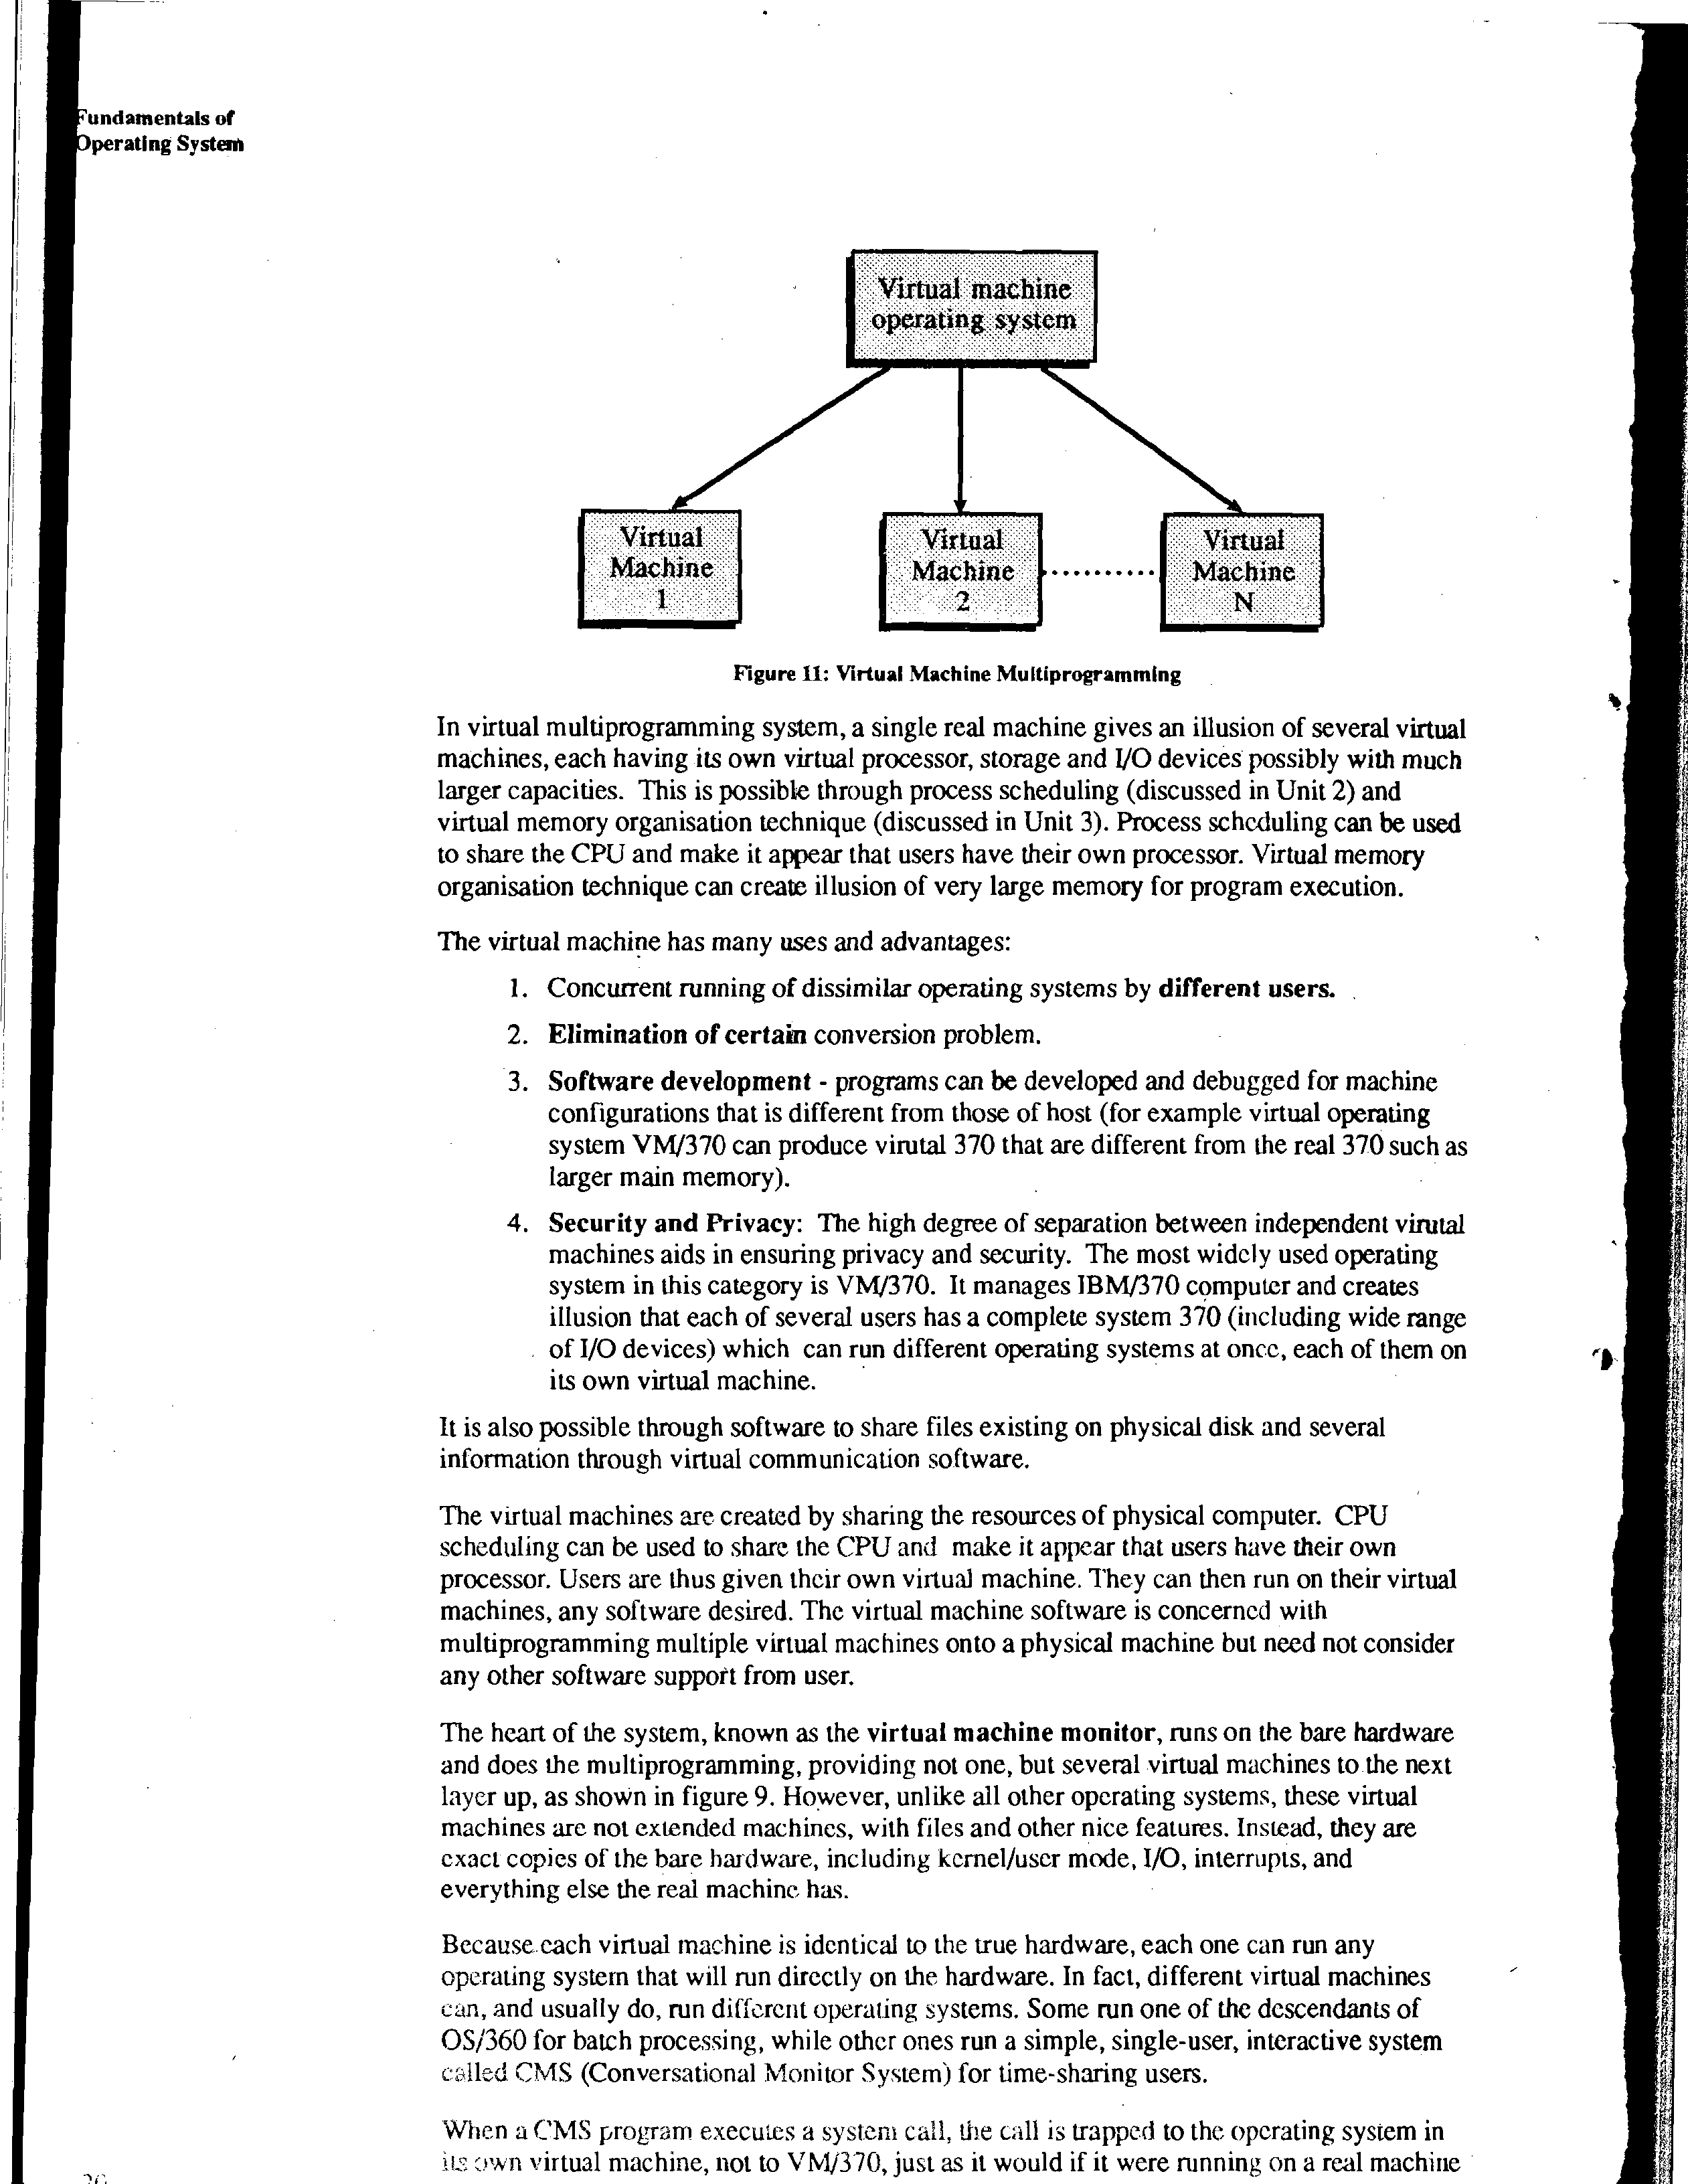 Fundamentals of
Operating System
Virtual machine
operating system
Virtual
Machine
1
Virtual
Machine
2
Virtual
Machine
N
Figure 11: Virtual Machine Multiprogramming
In virtual multiprogramming system, a single real machine gives an illusion of several virtual
machines, each having its own virtual processor, storage and I/O devices possibly with much
larger capacities. This is possible through process scheduling (discussed in Unit 2) and
virtual memory organisation technique (discussed in Unit 3). Process scheduling can be used
to share the CPU and make it appear that users have their own processor. Virtual memory
organisation technique can create illusion of very large memory for program execution.
The virtual machine has many uses and advantages:
1. Concurrent running of dissimilar operating systems by different users.
2. Elimination of certain conversion problem.
3. Software development - programs can be developed and debugged for machine
configurations that is different from those of host (for example virtual operating
system VM/370 can produce virutal 370 that are different from the real 370 such as
larger main memory).
4. Security and Privacy: The high degree of separation between independent virutal
machines aids in ensuring privacy and security. The most widely used operating
system in this category is VM/370. It manages IBM/370 computer and creates
illusion that each of several users has a complete system 370 (including wide range
of I/O devices) which can run different operating systems at once, each of them on
its own virtual machine.
It is also possible through software to share files existing on physical disk and several
information through virtual communication software.
The virtual machines are created by sharing the resources of physical computer. CPU
scheduling can be used to share the CPU and make it appear that users have their own
processor. Users are thus given their own virtual machine. They can then run on their virtual
machines, any software desired. The virtual machine software is concerned with
multiprogramming multiple virtual machines onto a physical machine but need not consider
any other software support from user.
The heart of the system, known as the virtual machine monitor, runs on the bare hardware
and does the multiprogramming, providing not one, but several virtual machines to the next
layer up, as shown in figure 9. However, unlike all other operating systems, these virtual
machines are not extended machines, with files and other nice features. Instead, they are
exact copies of the bare hardware, including kernel/user mode, I/O, interrupts, and
everything else the real machine has.
Because each virtual machine is identical to the true hardware, each one can run any
operating system that will run directly on the hardware. In fact, different virtual machines
can, and usually do, run different operating systems. Some run one of the descendants of
OS/360 for batch processing, while other ones run a simple, single-user, interactive system
called CMS (Conversational Monitor System) for time-sharing users.
When a CMS program executes a system call, the call is trapped to the operating system in
its own virtual machine, not to VM/370, just as it would if it were running on a real machine